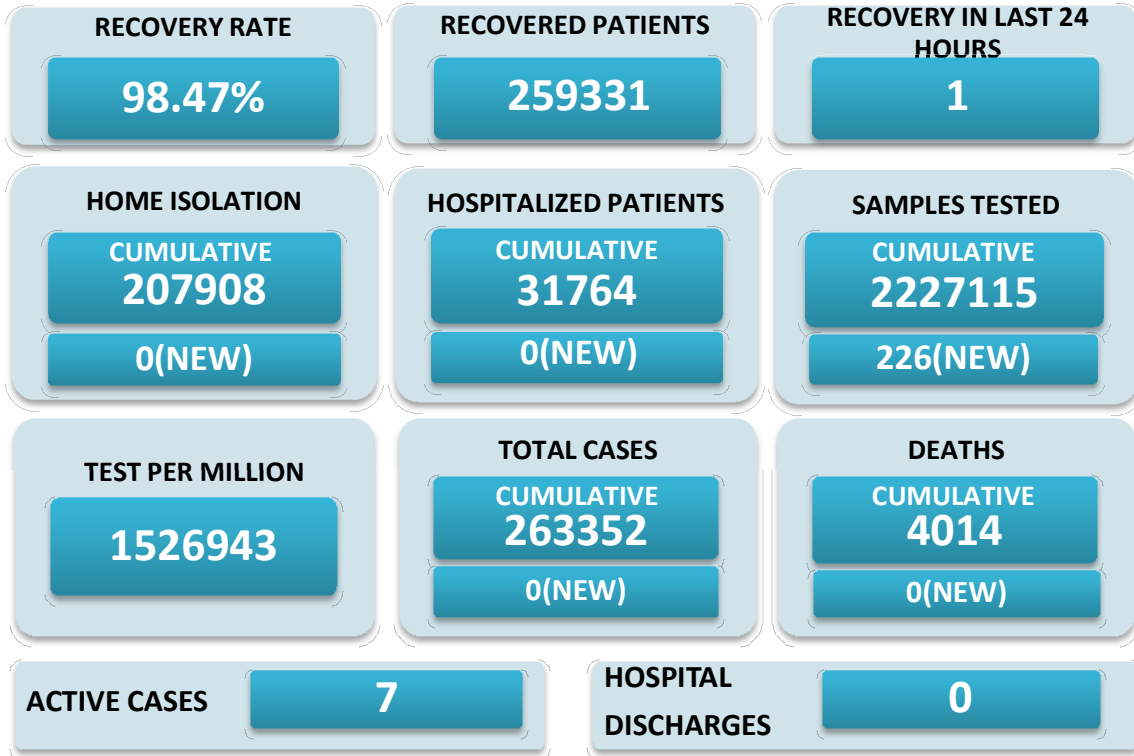 RECOVERY RATE
98.47%
RECOVERED PATIENTS
259331
RECOVERY IN LAST 24
HOURS
1
HOME ISOLATION
CUMULATIVE
207908
0(NEW)
HOSPITALIZED PATIENTS
CUMULATIVE
31764
0(NEW)
SAMPLES TESTED
CUMULATIVE
2227115
226(NEW)
TEST PER MILLION
1526943
TOTAL CASES
CUMULATIVE
263352
0(NEW)
DEATHS
CUMULATIVE
4014
0(NEW)
ACTIVE CASES
7
HOSPITAL
DISCHARGES
0